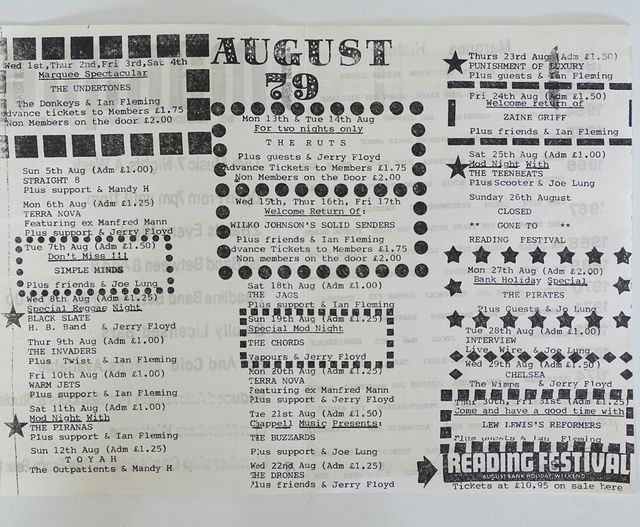 AUGUST
79
Wed 1st,Thur 2nd,Fri 3rd,Sat 4th
Marquee Spectacular
THE UNDERTONES
The Donkeys & Ian Fleming
dvance tickets to Members £1.75
Non Members on the door £2.00
Sun 5th Aug (Adm £1.25)
STRAIGHT 8
Plus support & Mandy H
Mon 6th Aug (Adm £1.25)
TERRA NOVA
Featuring ex Manfred Mann
Plus support & Jerry Floyd
Tue 7th Aug (Adm £1.50)
Don't Miss !!!
SIMPLE MINDS
Plus Friends & Joe Lung
Wed 8th Aug (Adm £1.25)
Special Reggae Night
BLACK SLATE
H. B. Band & Jerry Floyd
Thur 9th Aug (Adm £1.00)
THE INVADERS
Plus Twist & Ian Fleming
Fri 10th Aug (Adm £1.00)
WARM JETS
Plus support & Ian Fleming
Sat 11th Aug (Adm £1.00)
Mod Night With
THE PIRANAS
Plus support & Ian Fleming
Sun 12th Aug (Adm £1.25)
T O Y A H
The Outpatients & Mandy H
Mon 13th & Tue 14th Aug
For two nights only
T H E R U T S
Plus guests & Jerry Floyd
Advance Tickets to Members £1.75
Non Members on the door £2.00
Wed 15th, Thur 16th, Fri 17th
Welcome Return Of:
WILKO JOHNSON'S SOLID SENDERS
Plus friends & Ian Fleming
dvance Tickets to Members £1.75
Non members on the door £2.00
Sat 18th Aug (Adm £1.00)
THE JAGS
Plus support & Ian Fleming
Sun 19th Aug (Adm £1.25)
Special Mod Night
THE CHORDS
Vapours & Jerry Floyd
Mon 20th Aug (Adm £1.25)
TERRA NOVA
Featuring ex Manfred Mann
Plus support & Jerry Floyd
Tue 21st Aug (Adm £1.50)
Chappell Music Presents:
THE BUZZARDS
Plus support & Joe Lung
Wed 22nd Aug (Adm £1.25)
THE DRONES
Plus friends & Jerry Floyd
Thurs 23rd Aug (Adm £1.50)
PUNISHMENT OF LUXURY
Plus guests & Ian Fleming
Fri 24th Aug (Adm £1.50)
Welcome Return of
ZAINE GRIFF
Plus friends & Ian Fleming
Sat 25th Aug (Adm £1.00)
Mod Night With
THE TEENBEATS
Plus Scooter & Joe Lung
Sunday 26th August
CLOSED
** GONE TO **
READING FESTIVAL
Mon 27th Aug (Adm £2.00)
Bank Holiday Special
THE PIRATES
Plus Guests & Jo Lung
Tue 28th Aug (Adm £1.00)
INTERVIEW
Live Wire & Joe Lung
Wed 29th Aug (Adm £1.50)
CHELSEA
The Wimps & Jerry Floyd
Thur 30th, Fri 31st (Adm £1.25)
Come and have a good time with
LEW LEWIS'S REFORMERS
Plus guests & Ian Fleming
READING FESTIVAL
AUGUST BANK HOLIDAY WEEKEND
Tickets at £10.95 on sale here